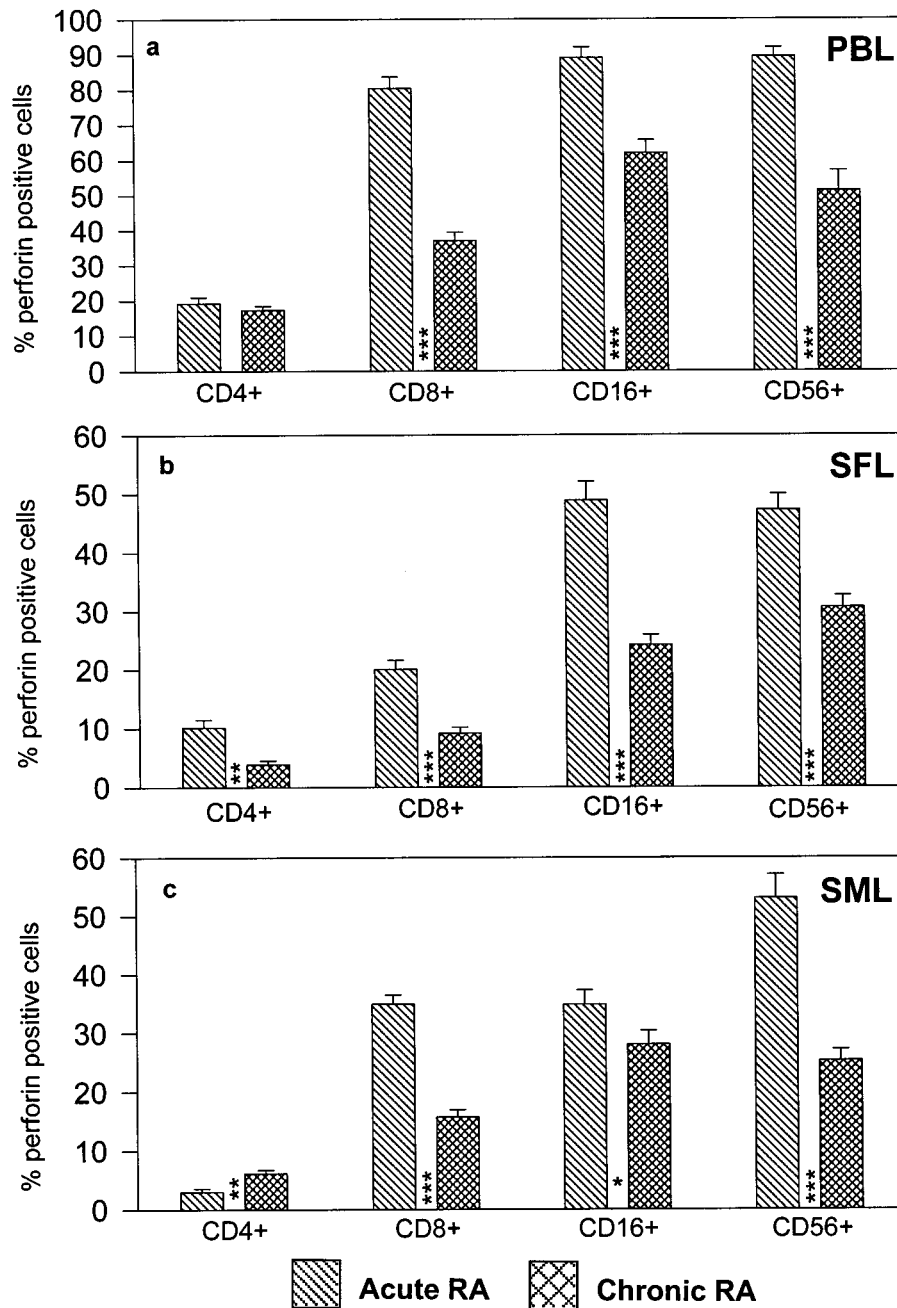 a
PBL
% perforin positive cells
100
90
80
70
60
50
40
30
20
10
0
***
***
***
CD4+ CD8+ CD16+ CD56+
b
SFL
% perforin positive cells
60
50
40
30
20
10
0
**
***
***
***
CD4+ CD8+ CD16+ CD56+
c
SML
% perforin positive cells
60
50
40
30
20
10
0
**
***
*
***
CD4+ CD8+ CD16+ CD56+
Acute RA Chronic RA